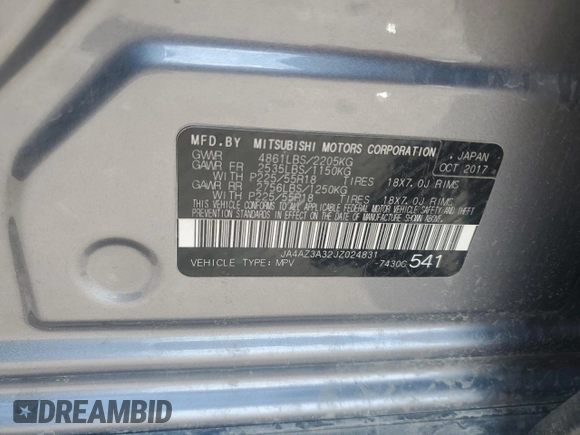 MFD.BY MITSUBISHI MOTORS CORPORATION , JAPAN
GVWR 4861LBS/2205KG OCT 2017
GAWR FR 2535LBS/1150KG
WITH P225/55R18 TIRES 18X7.0J RIMS
GAWR RR 2756LBS/1250KG
WITH P225/55R18 TIRES 18X7.0J RIMS
THIS VEHICLE CONFORMS TO ALL APPLICABLE FEDERAL MOTOR VEHICLE SAFETY AND THEFT
PREVENTION STANDARDS IN EFFECT ON THE DATE OF MANUFACTURE SHOWN ABOVE.
JA4AZ3A32JZ024831
VEHICLE TYPE: MPV -7430G 541
DREAMBID